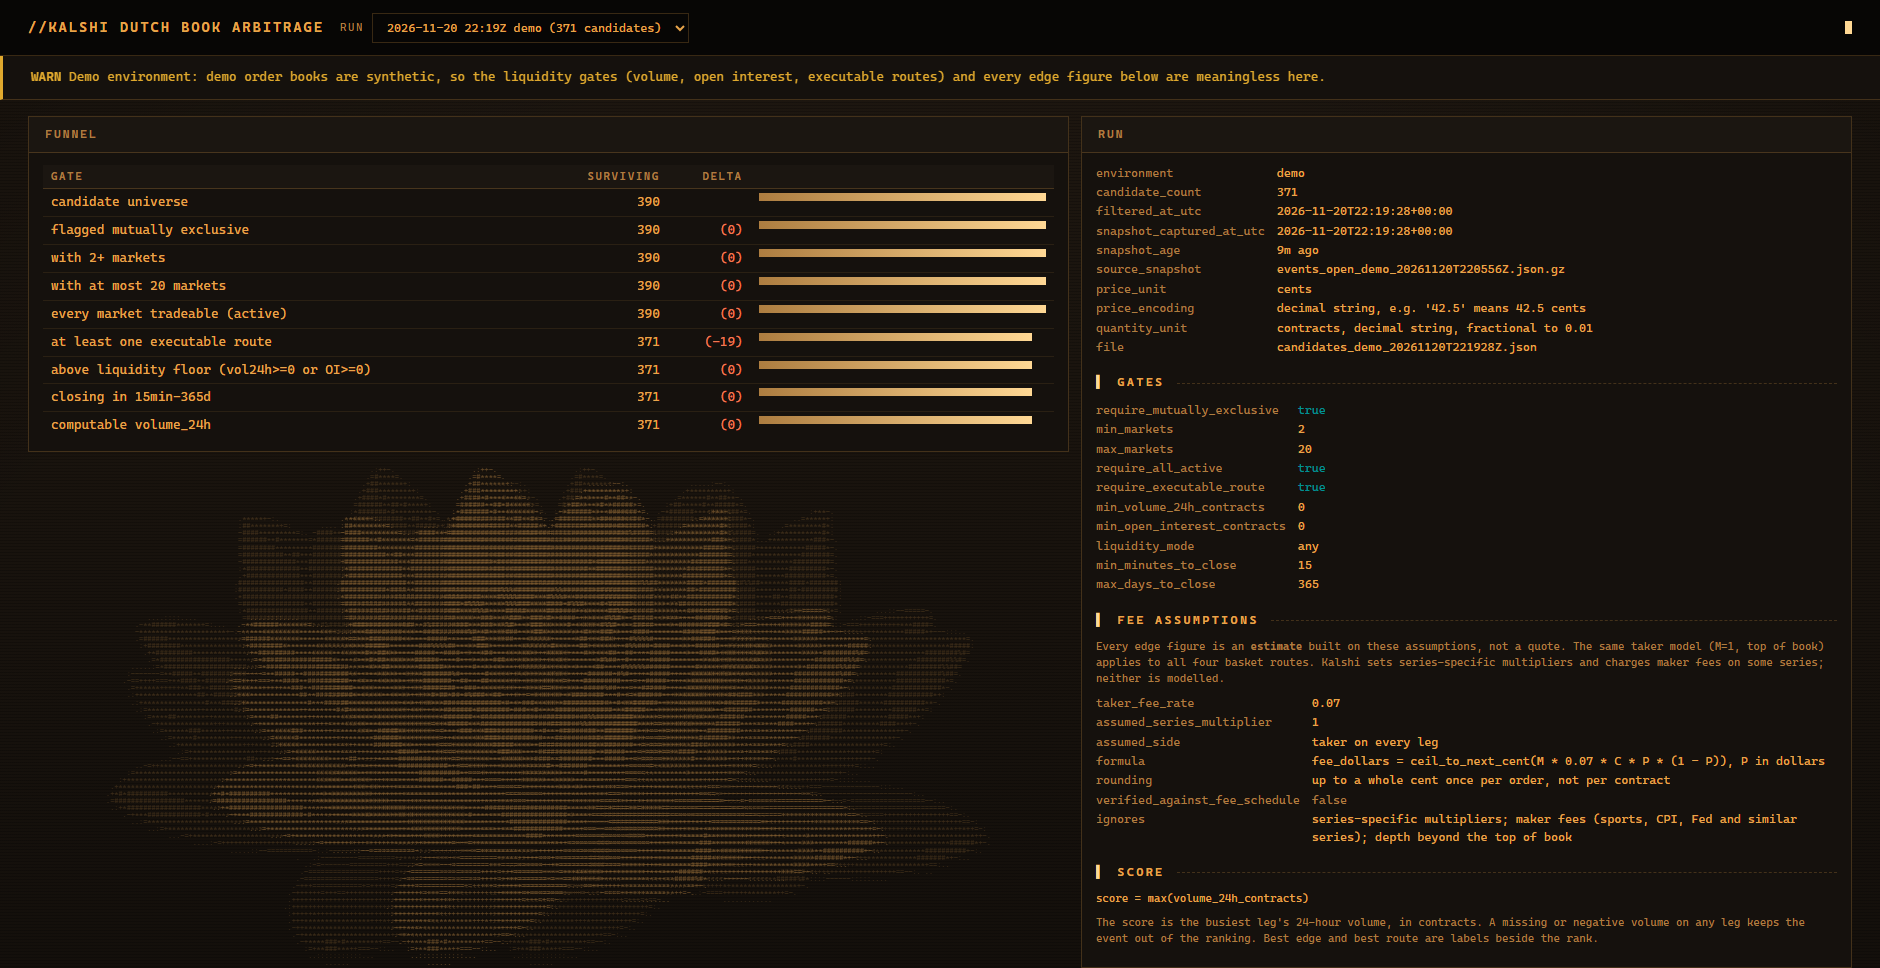 //KALSHI DUTCH BOOK ARBITRAGE RUN 2026-11-20 22:19Z demo (371 candidates)
WARN Demo environment: demo order books are synthetic, so the liquidity gates (volume, open interest, executable routes) and every edge figure below are meaningless here.
FUNNEL
GATE SURVIVING DELTA
candidate universe 390
flagged mutually exclusive 390 (0)
with 2+ markets 390 (0)
with at most 20 markets 390 (0)
every market tradeable (active) 390 (0)
at least one executable route 371 (-19)
above liquidity floor (vol24h>=0 or OI>=0) 371 (0)
closing in 15min-365d 371 (0)
computable volume_24h 371 (0)
RUN
environment demo
candidate_count 371
filtered_at_utc 2026-11-20T22:19:28+00:00
snapshot_captured_at_utc 2026-11-20T22:19:28+00:00
snapshot_age 9m ago
source_snapshot events_open_demo_20261120T220556Z.json.gz
price_unit cents
price_encoding decimal string, e.g. '42.5' means 42.5 cents
quantity_unit contracts, decimal string, fractional to 0.01
file candidates_demo_20261120T221928Z.json
GATES
require_mutually_exclusive true
min_markets 2
max_markets 20
require_all_active true
require_executable_route true
min_volume_24h_contracts 0
min_open_interest_contracts 0
liquidity_mode any
min_minutes_to_close 15
max_days_to_close 365
FEE ASSUMPTIONS
Every edge figure is an estimate built on these assumptions, not a quote. The same taker model (M=1, top of book)
applies to all four basket routes. Kalshi sets series-specific multipliers and charges maker fees on some series;
neither is modelled.
taker_fee_rate 0.07
assumed_series_multiplier 1
assumed_side taker on every leg
formula fee_dollars = ceil_to_next_cent(M * 0.07 * C * P * (1 - P)), P in dollars
rounding up to a whole cent once per order, not per contract
verified_against_fee_schedule false
ignores series-specific multipliers; maker fees (sports, CPI, Fed and similar
series); depth beyond the top of book
SCORE
score = max(volume_24h_contracts)
The score is the busiest leg's 24-hour volume, in contracts. A missing or negative volume on any leg keeps the
event out of the ranking. Best edge and best route are labels beside the rank.